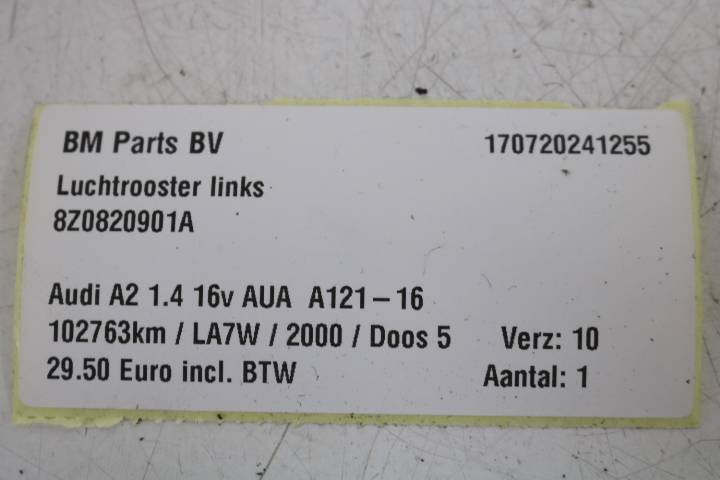 BM Parts BV 170720241255
Luchtrooster links
8Z0820901A
Audi A2 1.4 16v AUA A121-16
102763km / LA7W / 2000 / Doos 5 Verz: 10
29.50 Euro incl. BTW Aantal: 1